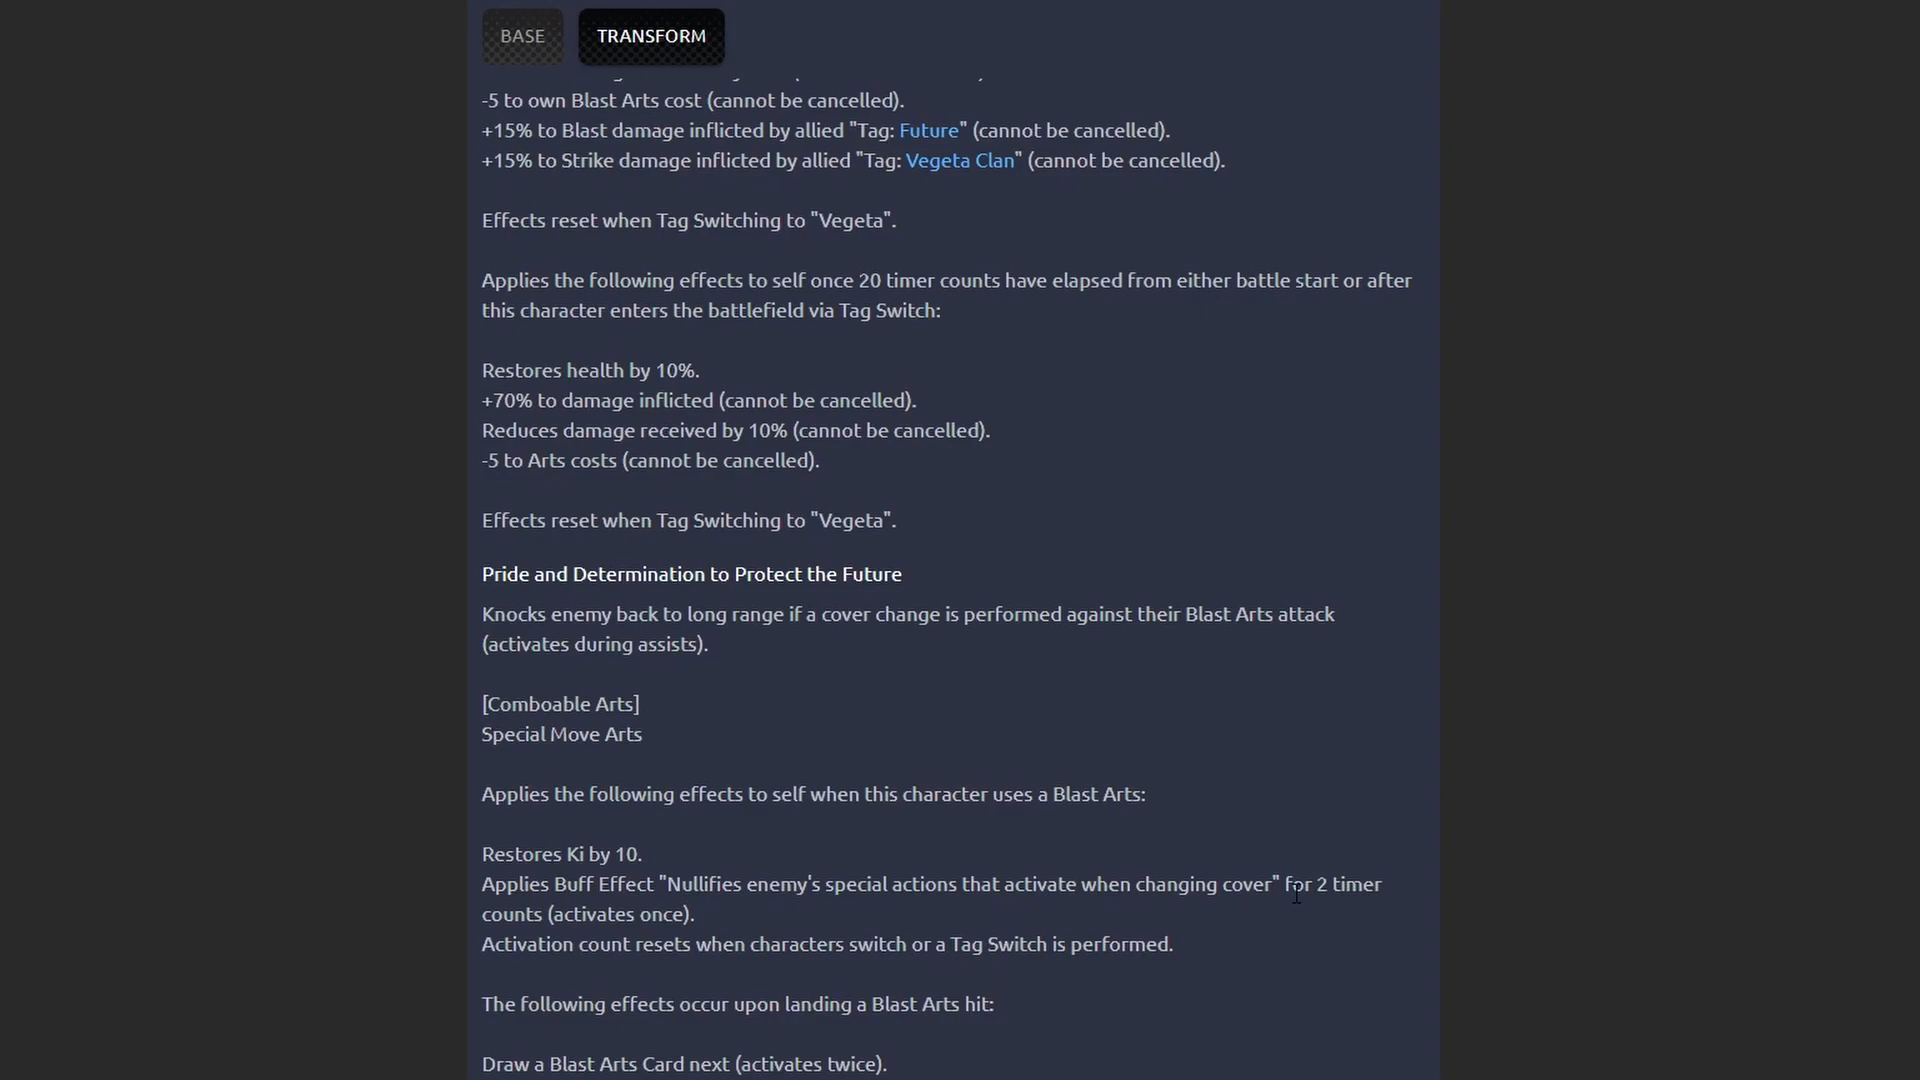 BASE
TRANSFORM
-5 to own Blast Arts cost (cannot be cancelled).
+15% to Blast damage inflicted by allied "Tag: Future" (cannot be cancelled).
+15% to Strike damage inflicted by allied "Tag: Vegeta Clan" (cannot be cancelled).
Effects reset when Tag Switching to "Vegeta".
Applies the following effects to self once 20 timer counts have elapsed from either battle start or after
this character enters the battlefield via Tag Switch:
Restores health by 10%.
+70% to damage inflicted (cannot be cancelled).
Reduces damage received by 10% (cannot be cancelled).
-5 to Arts costs (cannot be cancelled).
Effects reset when Tag Switching to "Vegeta".
Pride and Determination to Protect the Future
Knocks enemy back to long range if a cover change is performed against their Blast Arts attack
(activates during assists).
[Comboable Arts]
Special Move Arts
Applies the following effects to self when this character uses a Blast Arts:
Restores Ki by 10.
Applies Buff Effect "Nullifies enemy's special actions that activate when changing cover" for 2 timer
counts (activates once).
Activation count resets when characters switch or a Tag Switch is performed.
The following effects occur upon landing a Blast Arts hit:
Draw a Blast Arts Card next (activates twice).